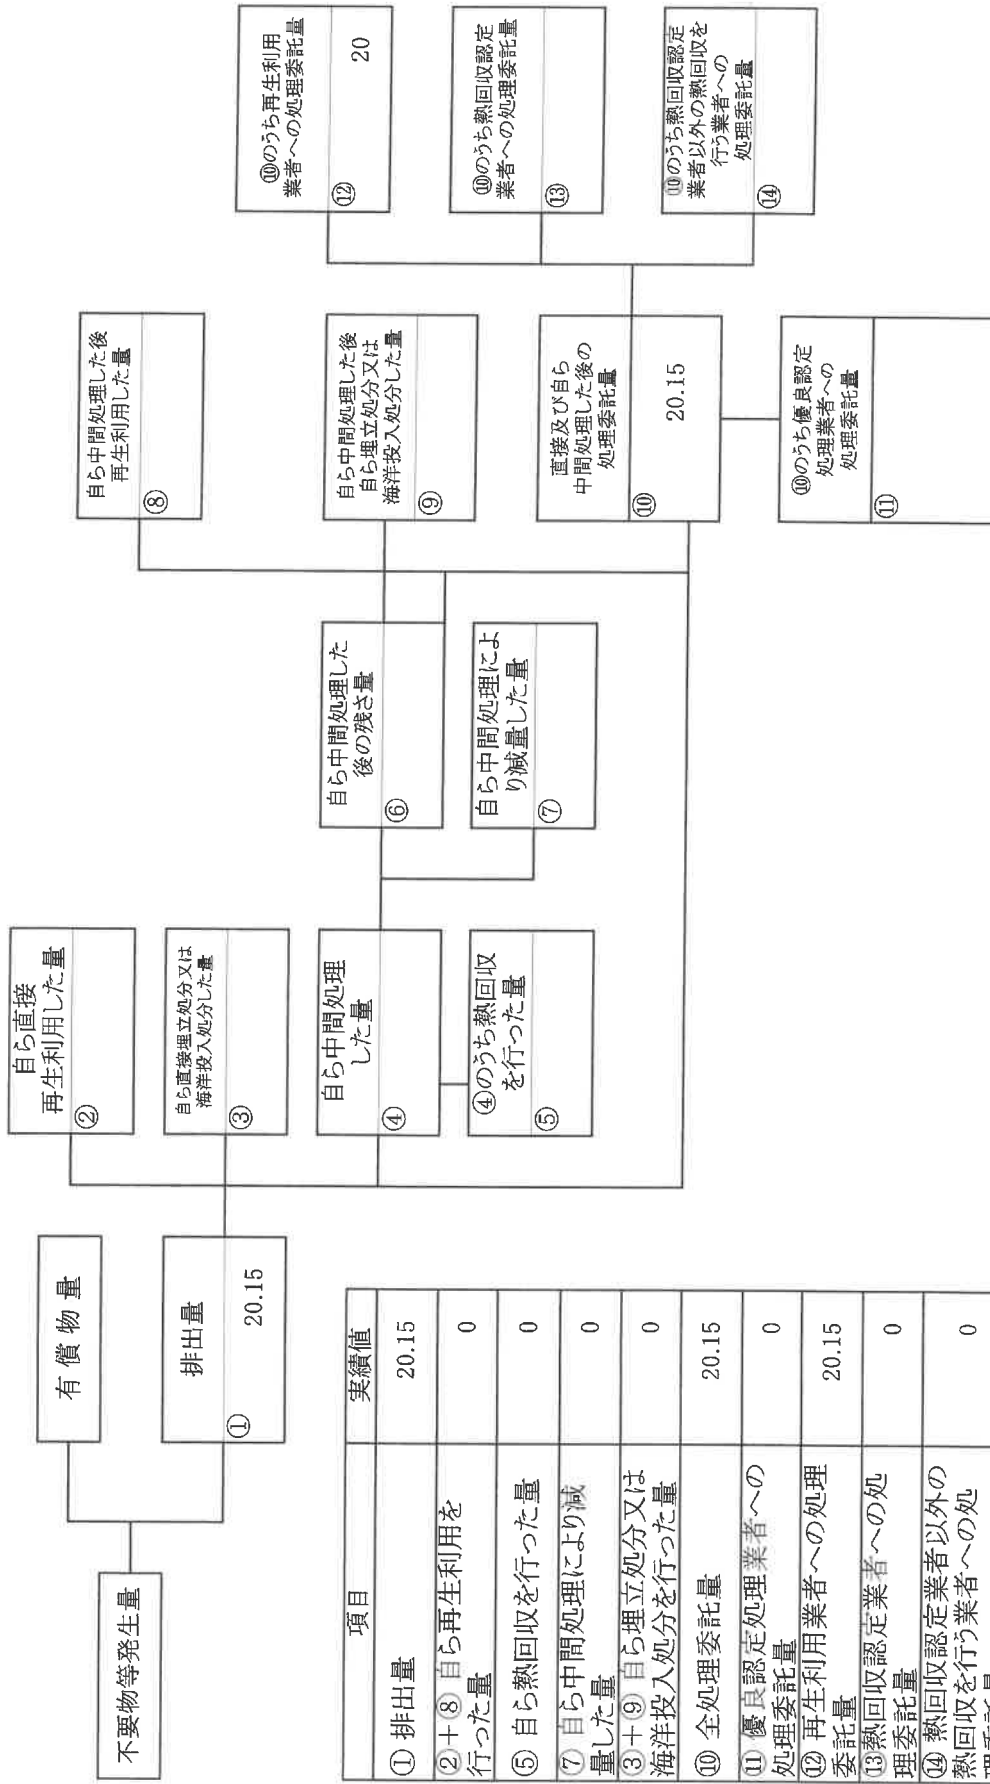 不要物等発生量
有償物量
排出量
①
20.15
自ら直接
再生利用した量
②
自ら直接埋立処分又は
海洋投入処分した量
③
自ら中間処理
した量
④
④のうち熱回収
を行った量
⑤
自ら中間処理した
後の残さ量
⑥
自ら中間処理によ
り減量した量
⑦
自ら中間処理した後
再生利用した量
⑧
自ら中間処理した後
自ら埋立処分又は
海洋投入処分した量
⑨
直接及び自ら
中間処理した後の
処理委託量
⑩
20.15
⑩のうち優良認定
処理業者への
処理委託量
⑪
⑩のうち再生利用
業者への処理委託量
⑫
20
⑩のうち熱回収認定
業者への処理委託量
⑬
⑩のうち熱回収認定
業者以外の熱回収を
行う業者への
処理委託量
⑭
項目 実績値
① 排出量 20.15
②+⑧ 自ら再生利用を
行った量 0
⑤ 自ら熱回収を行った量 0
⑦ 自ら中間処理により減
量した量 0
③+⑨ 自ら埋立処分又は
海洋投入処分を行った量 0
⑩ 全処理委託量 20.15
⑪ 優良認定処理業者への
処理委託量 0
⑫ 再生利用業者への処理
委託量 20.15
⑬熱回収認定業者への処
理委託量 0
⑭ 熱回収認定業者以外の
熱回収を行う業者への処 0